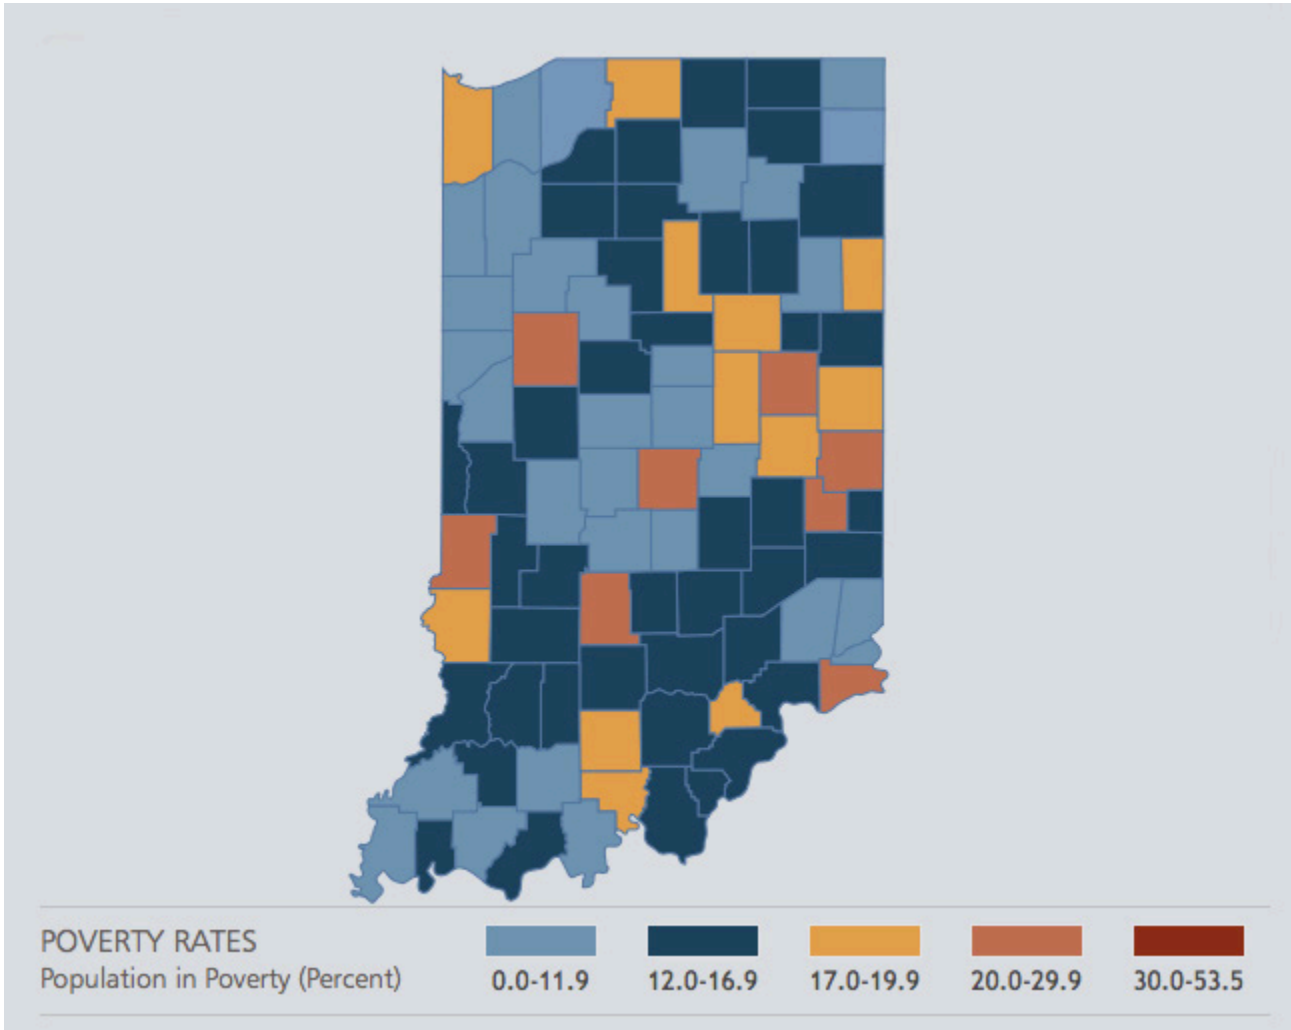 POVERTY RATES
Population in Poverty (Percent)
0.0-11.9
12.0-16.9
17.0-19.9
20.0-29.9
30.0-53.5